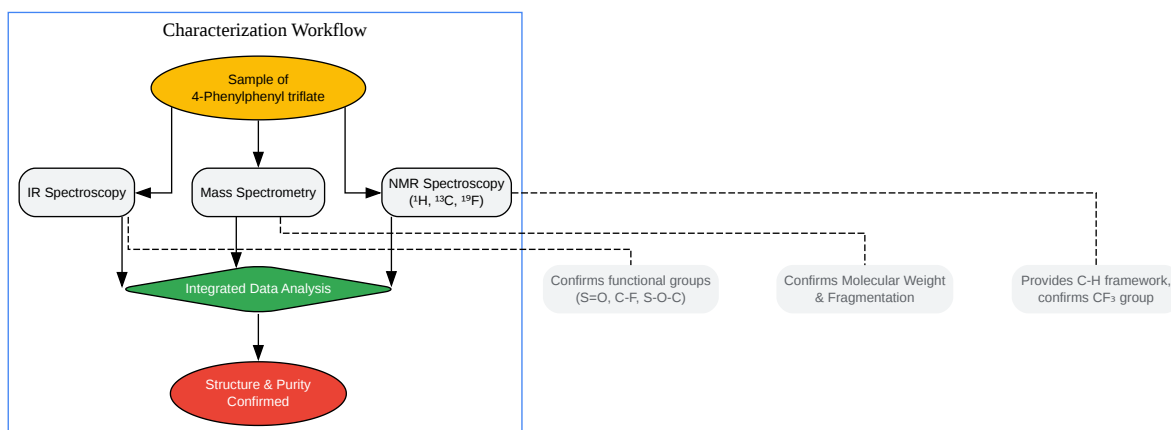 Characterization Workflow
Sample of
4-Phenylphenyl triflate
IR Spectroscopy
Mass Spectrometry
NMR Spectroscopy
(¹H, ¹³C, ¹⁹F)
Integrated Data Analysis
Confirms functional groups
(S=O, C-F, S-O-C)
Confirms Molecular Weight
& Fragmentation
Provides C-H framework,
confirms CF₃ group
Structure & Purity
Confirmed